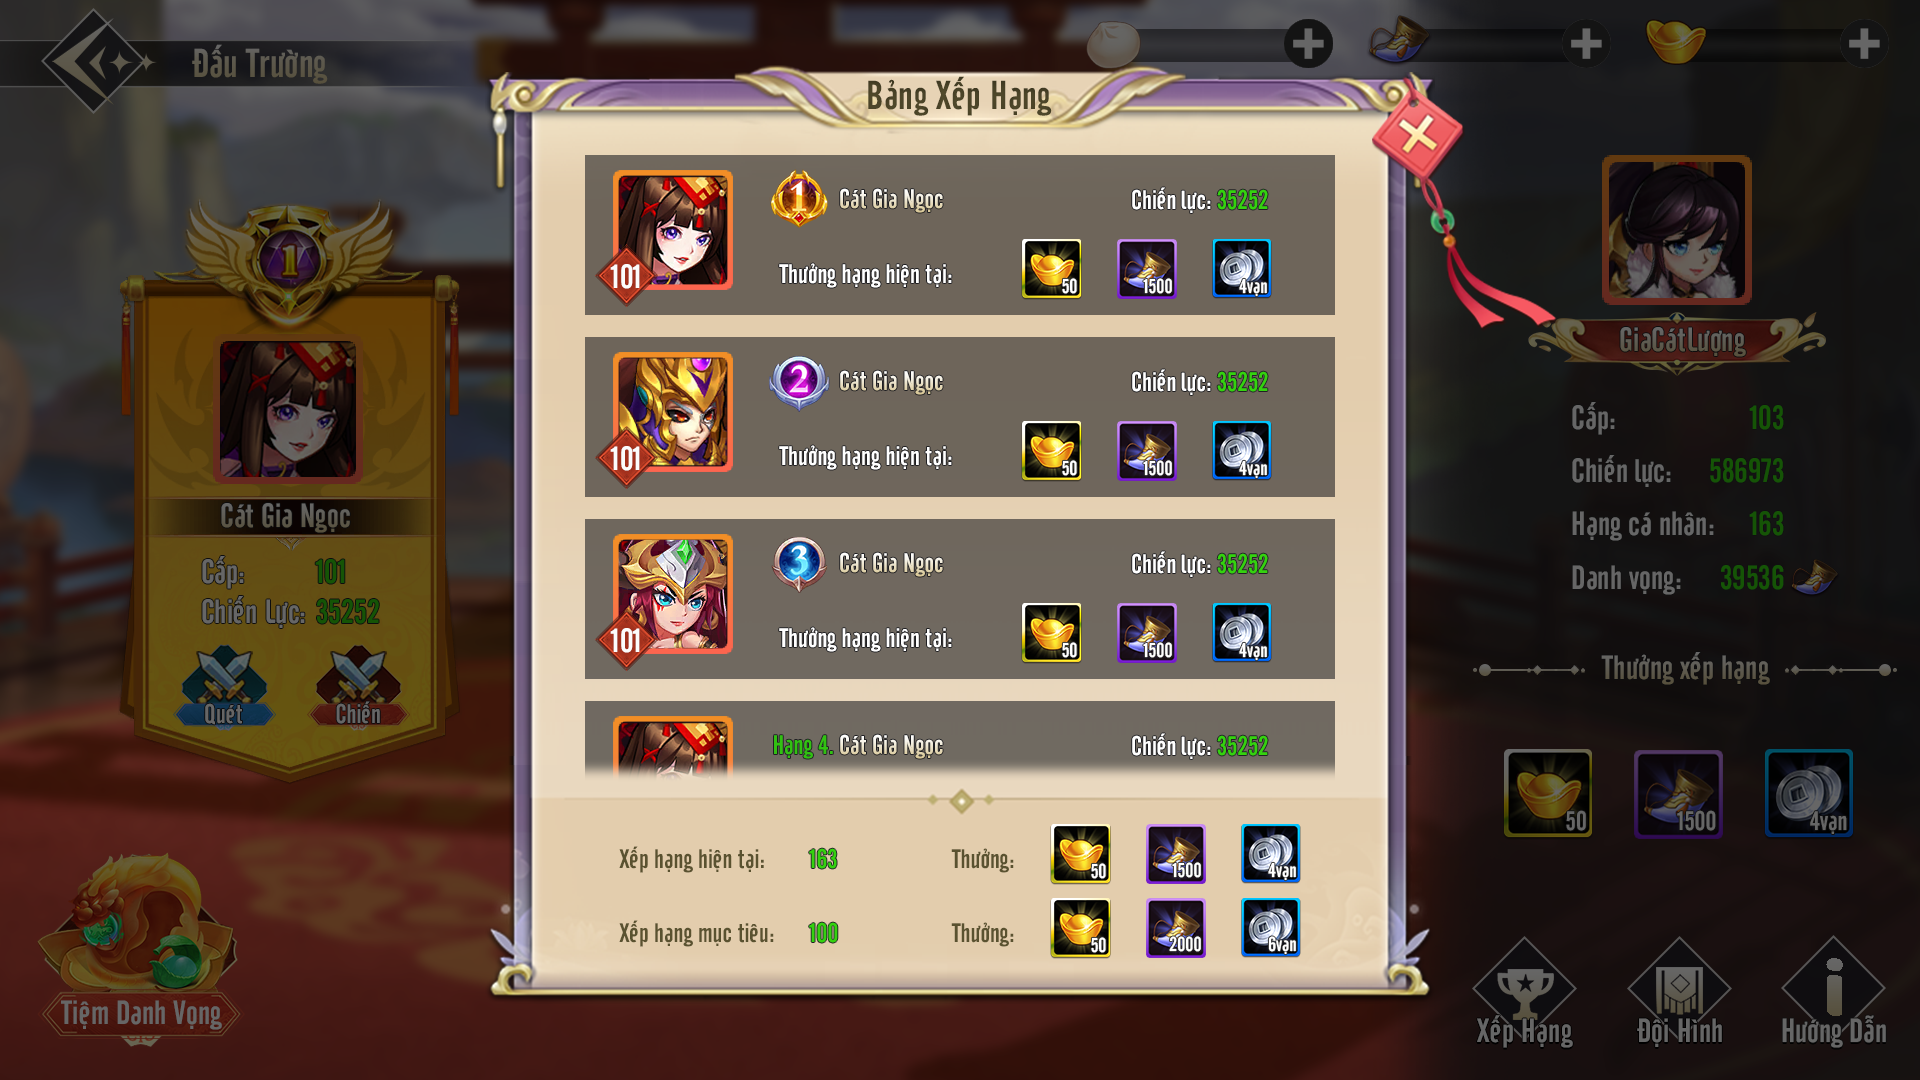 Đấu Trường
Bảng Xếp Hạng
1
Cát Gia Ngọc
Chiến lực: 35252
101
Thưởng hạng hiện tại:
50
1500
4vạn
2
Cát Gia Ngọc
Chiến lực: 35252
101
Thưởng hạng hiện tại:
50
1500
4vạn
3
Cát Gia Ngọc
Chiến lực: 35252
101
Thưởng hạng hiện tại:
50
1500
4vạn
Hạng 4. Cát Gia Ngọc
Chiến lực: 35252
Xếp hạng hiện tại: 163
Thưởng:
50
1500
4vạn
Xếp hạng mục tiêu: 100
Thưởng:
50
2000
6vạn
1
Cát Gia Ngọc
Cấp: 101
Chiến Lực: 35252
Quét
Chiến
Tiệm Danh Vọng
GiaCátLượng
Cấp: 103
Chiến lực: 586973
Hạng cá nhân: 163
Danh vọng: 39536
Thưởng xếp hạng
50
1500
4vạn
Xếp Hạng
Đội Hình
Hướng Dẫn